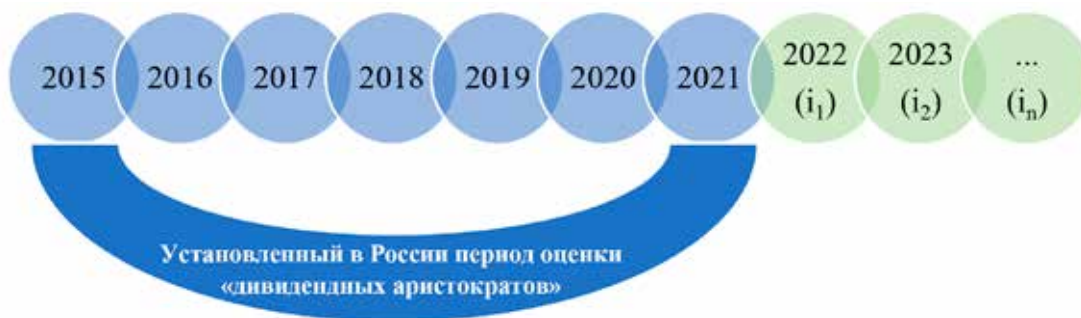 2015 2016 2017 2018 2019 2020 2021 2022 2023 ...
(i₁) (i₂) (iₙ)
Установленный в России период оценки
«дивидендных аристократов»